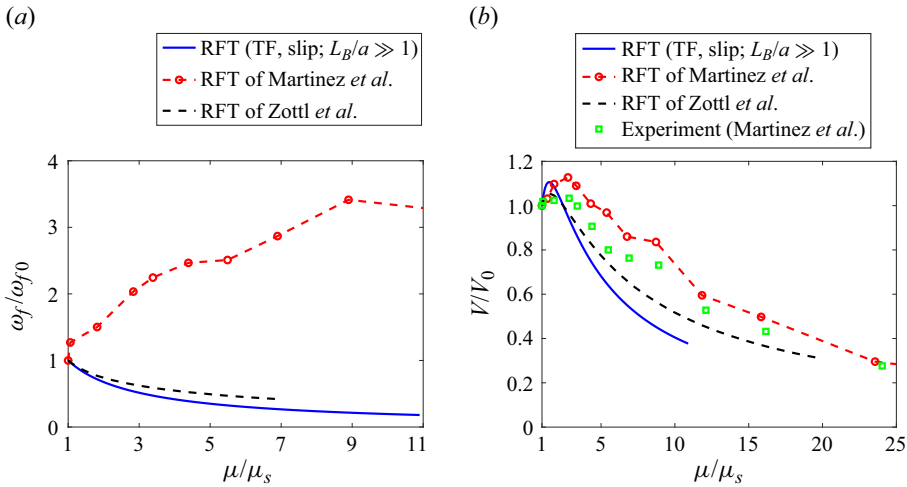 (a)
RFT (TF, slip; L_B/a ≫ 1)
RFT of Martinez et al.
RFT of Zottl et al.
4
3
2
1
0
ω_f/ω_f0
1 3 5 7 9 11
μ/μ_s
(b)
RFT (TF, slip; L_B/a ≫ 1)
RFT of Martinez et al.
RFT of Zottl et al.
Experiment (Martinez et al.)
1.2
1.0
0.8
0.6
0.4
0.2
0
V/V_0
1 5 10 15 20 25
μ/μ_s